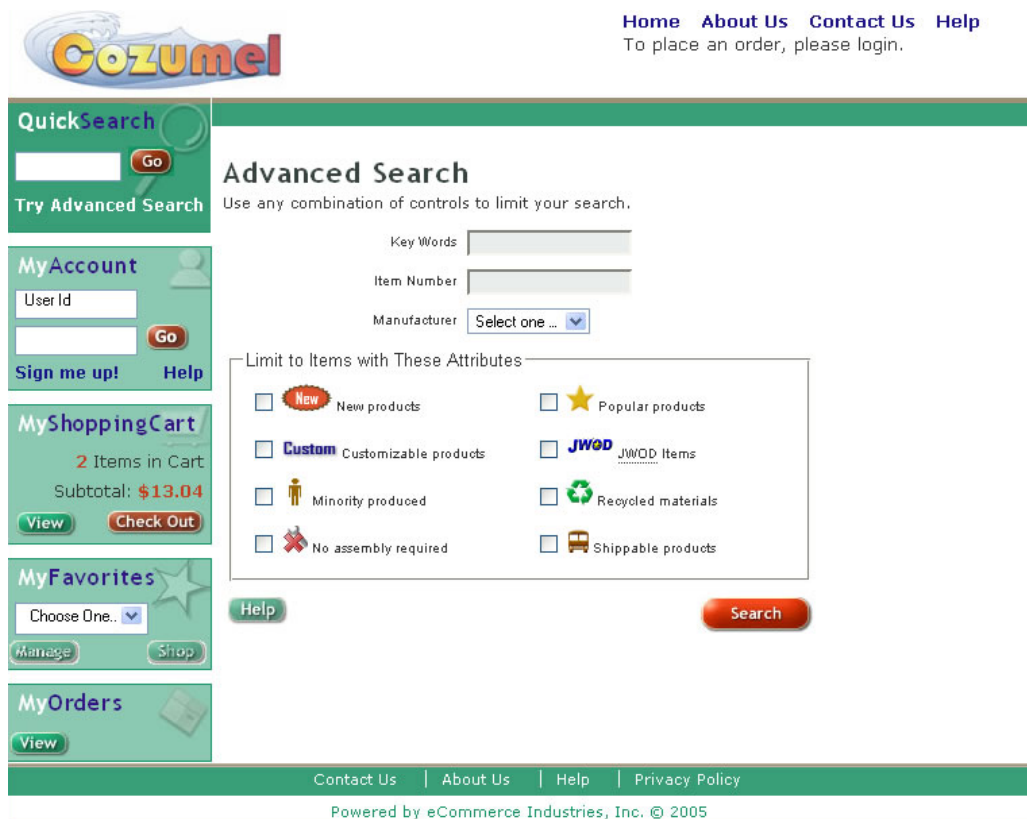 Cozumel
Home About Us Contact Us Help
To place an order, please login.
QuickSearch
Go
Try Advanced Search
MyAccount
User Id
Go
Sign me up! Help
MyShoppingCart
2 Items in Cart
Subtotal: $13.04
View Check Out
MyFavorites
Choose One..
Manage Shop
MyOrders
View
Advanced Search
Use any combination of controls to limit your search.
Key Words
Item Number
Manufacturer Select one ...
Limit to Items with These Attributes
New New products Popular products
Custom Customizable products JWOD JWOD Items
Minority produced Recycled materials
No assembly required Shippable products
Help Search
Contact Us | About Us | Help | Privacy Policy
Powered by eCommerce Industries, Inc. © 2005